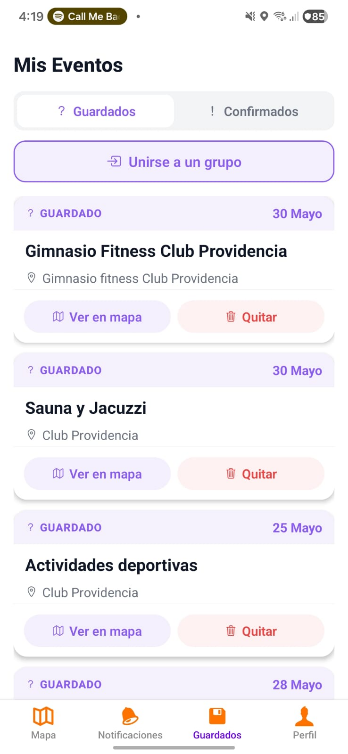 4:19 Call Me Ba 85
Mis Eventos
? Guardados ! Confirmados
Unirse a un grupo
? GUARDADO 30 Mayo
Gimnasio Fitness Club Providencia
Gimnasio fitness Club Providencia
Ver en mapa Quitar
? GUARDADO 30 Mayo
Sauna y Jacuzzi
Club Providencia
Ver en mapa Quitar
? GUARDADO 25 Mayo
Actividades deportivas
Club Providencia
Ver en mapa Quitar
? GUARDADO 28 Mayo
Mapa Notificaciones Guardados Perfil